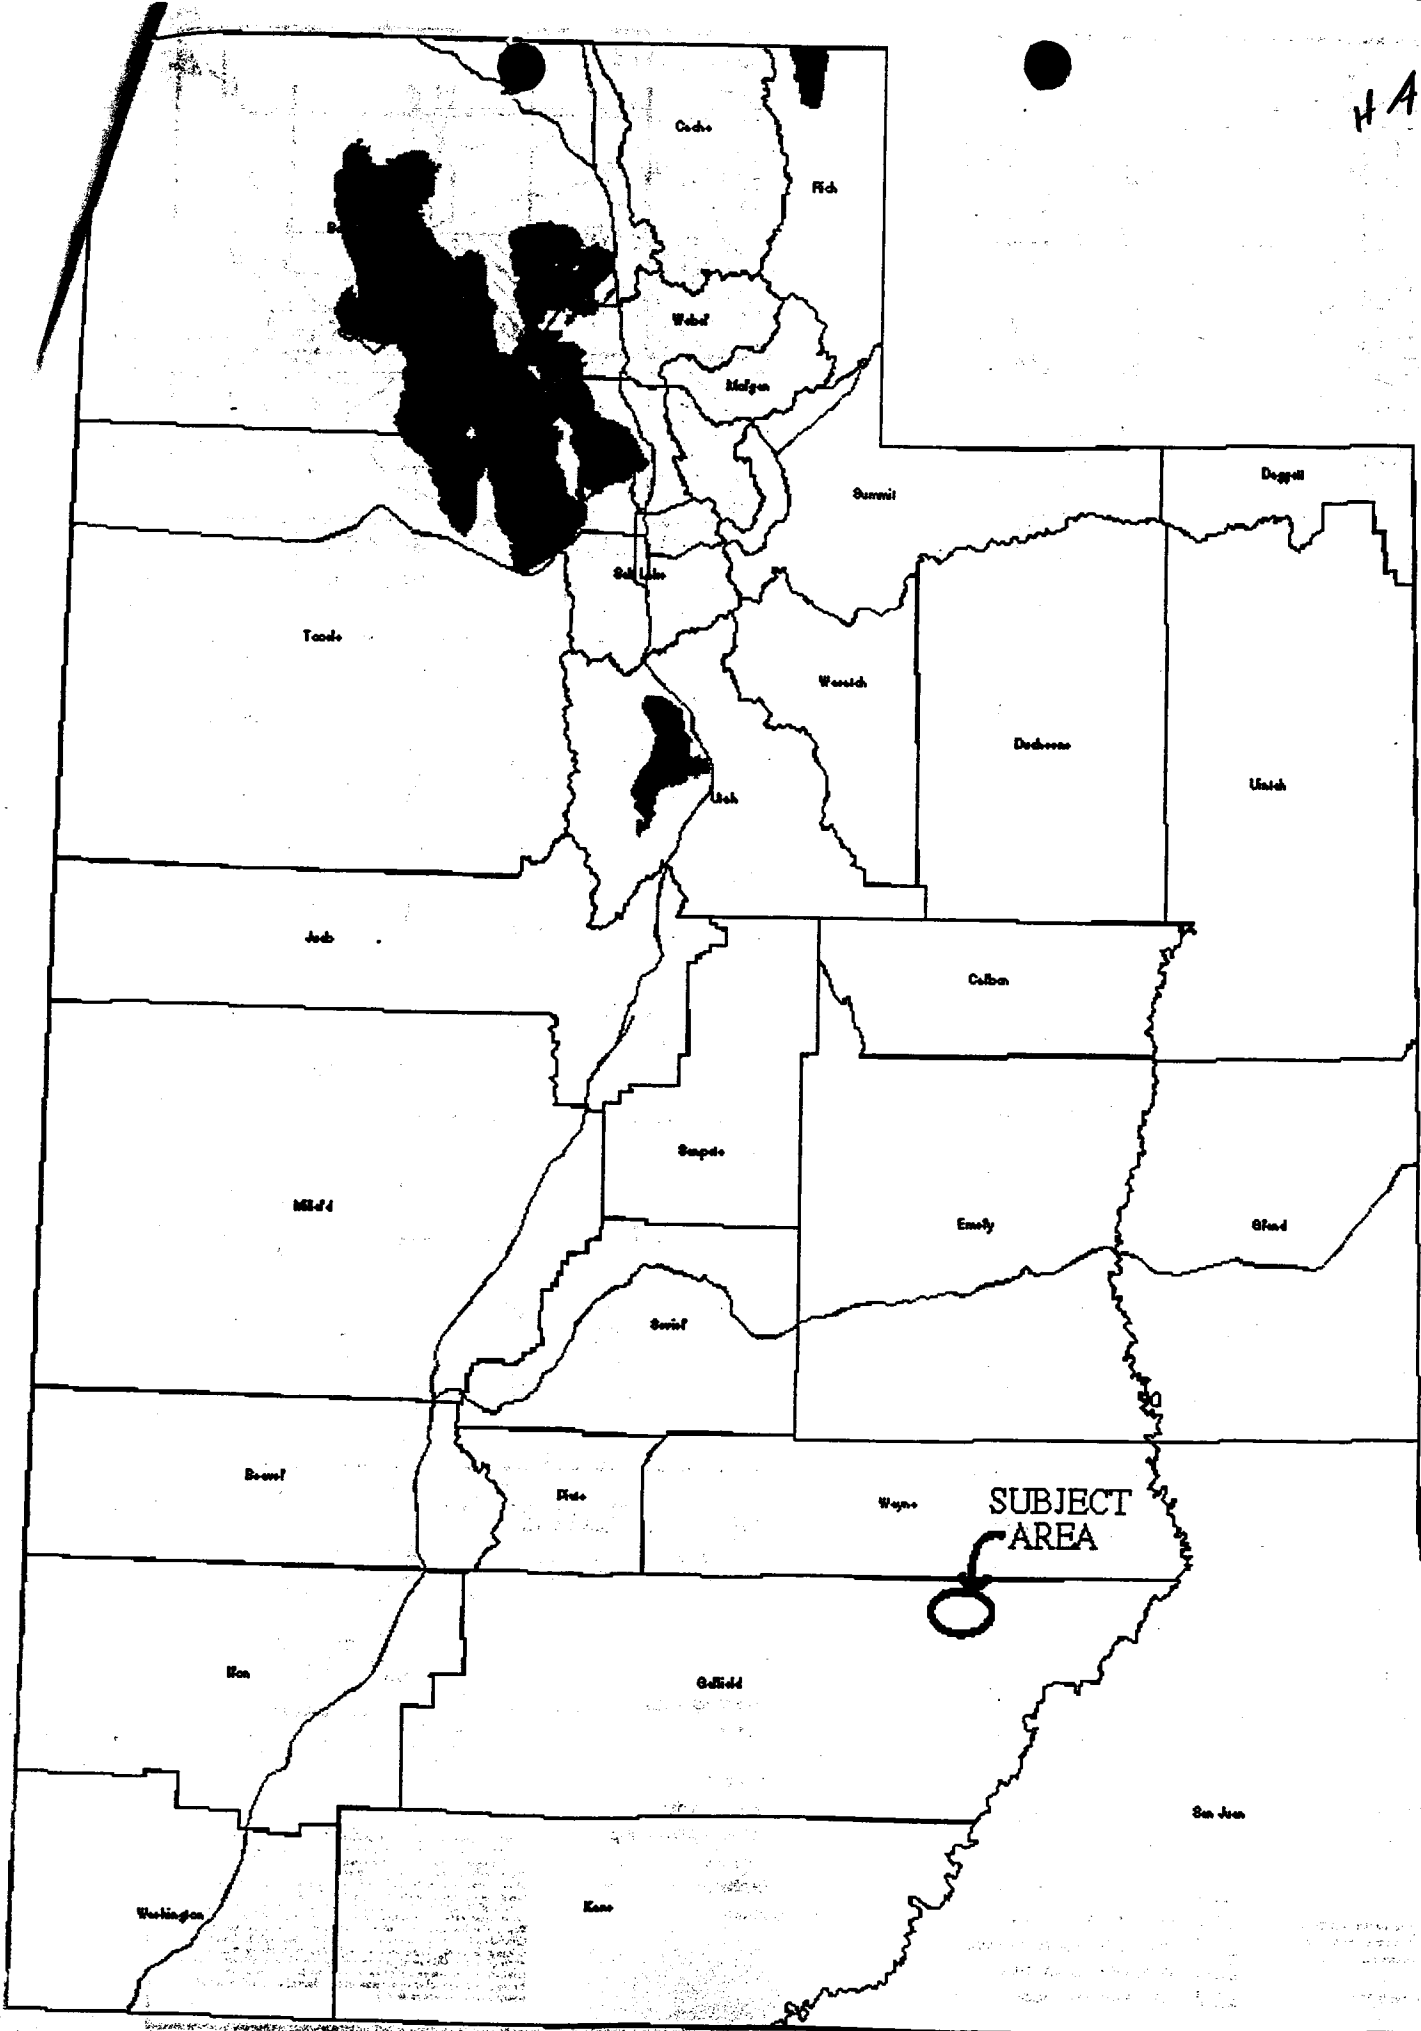 H A
Cache
Rich
Weber
Morgan
Summit
Daggett
Salt Lake
Tooele
Wasatch
Duchesne
Uintah
Utah
Juab
Carbon
Sanpete
Millard
Emery
Grand
Sevier
Beaver
Piute
Wayne
SUBJECT
AREA
Iron
Garfield
San Juan
Kane
Washington